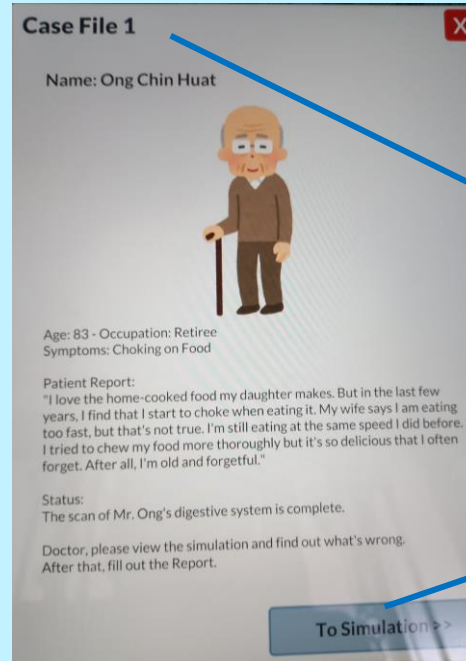 Case File 1
X
Name: Ong Chin Huat
Age: 83 - Occupation: Retiree
Symptoms: Choking on Food
Patient Report:
"I love the home-cooked food my daughter makes. But in the last few
years, I find that I start to choke when eating it. My wife says I am eating
too fast, but that's not true. I'm still eating at the same speed I did before.
I tried to chew my food more thoroughly but it's so delicious that I often
forget. After all, I'm old and forgetful."
Status:
The scan of Mr. Ong's digestive system is complete.
Doctor, please view the simulation and find out what's wrong.
After that, fill out the Report.
To Simulation >>